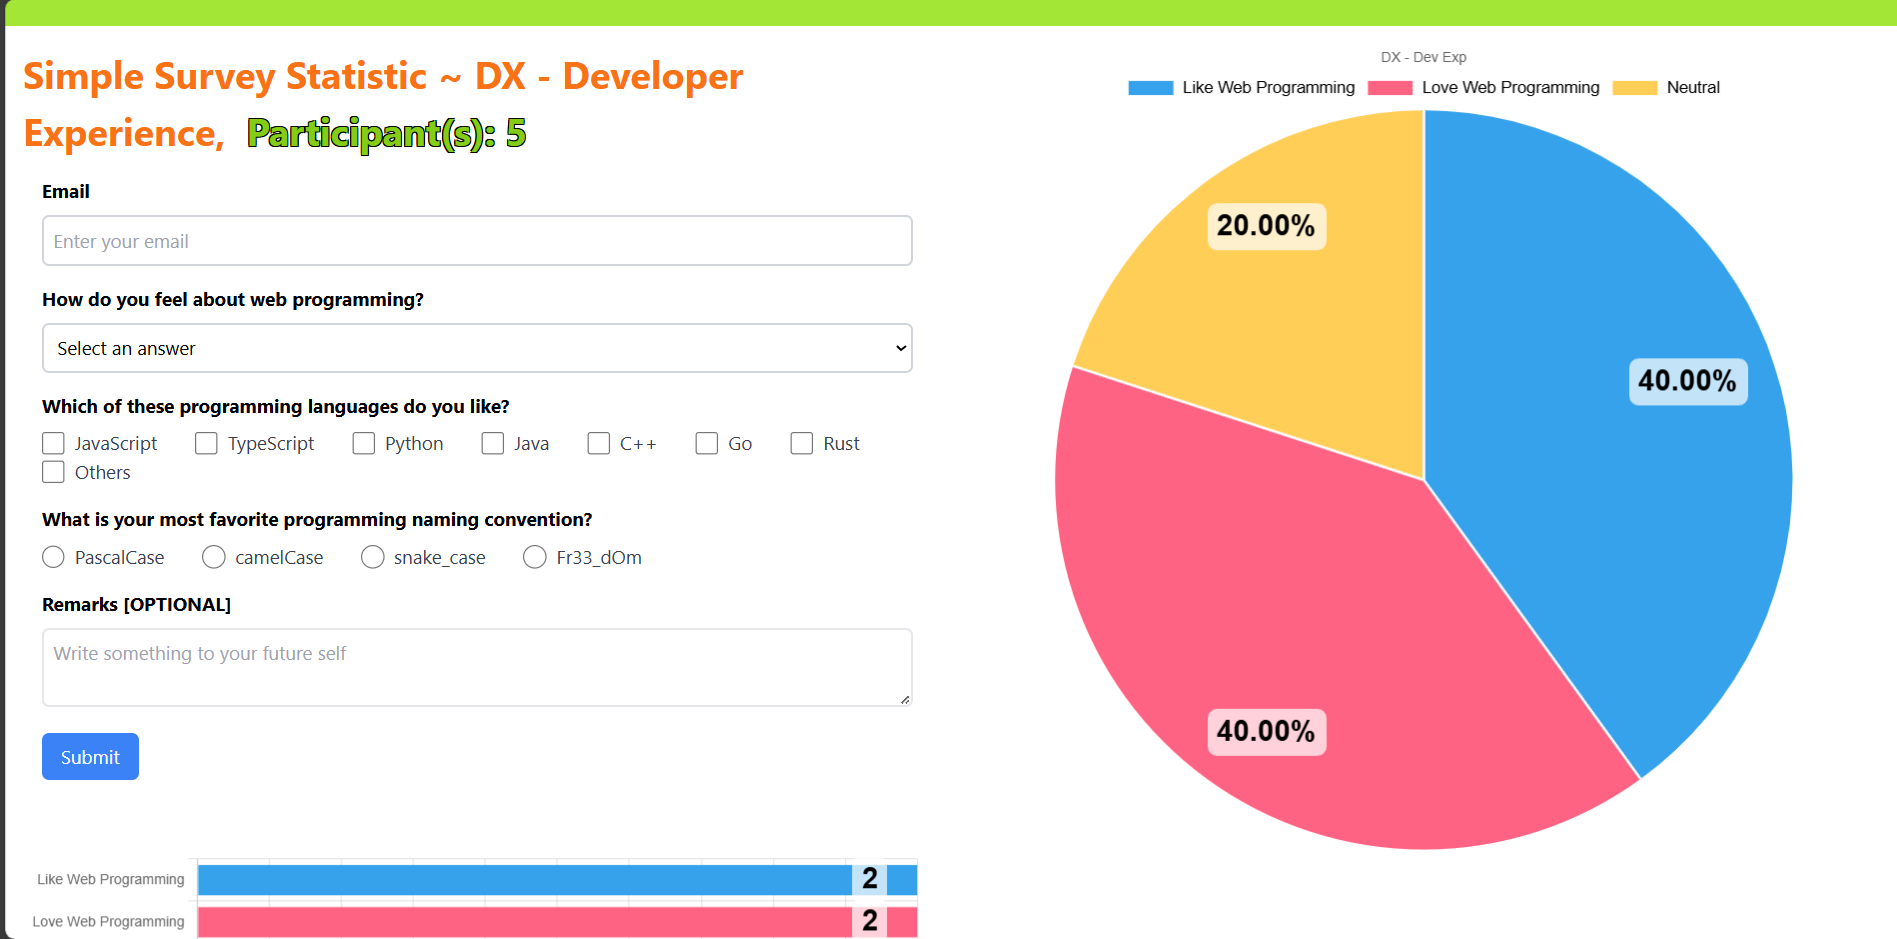 Simple Survey Statistic ~ DX - Developer
Experience, Participant(s): 5
Email
Enter your email
How do you feel about web programming?
Select an answer
Which of these programming languages do you like?
JavaScript TypeScript Python Java C++ Go Rust
Others
What is your most favorite programming naming convention?
PascalCase camelCase snake_case Fr33_dOm
Remarks [OPTIONAL]
Write something to your future self
Submit
Like Web Programming 2
Love Web Programming 2
DX - Dev Exp
Like Web Programming Love Web Programming Neutral
20.00%
40.00%
40.00%